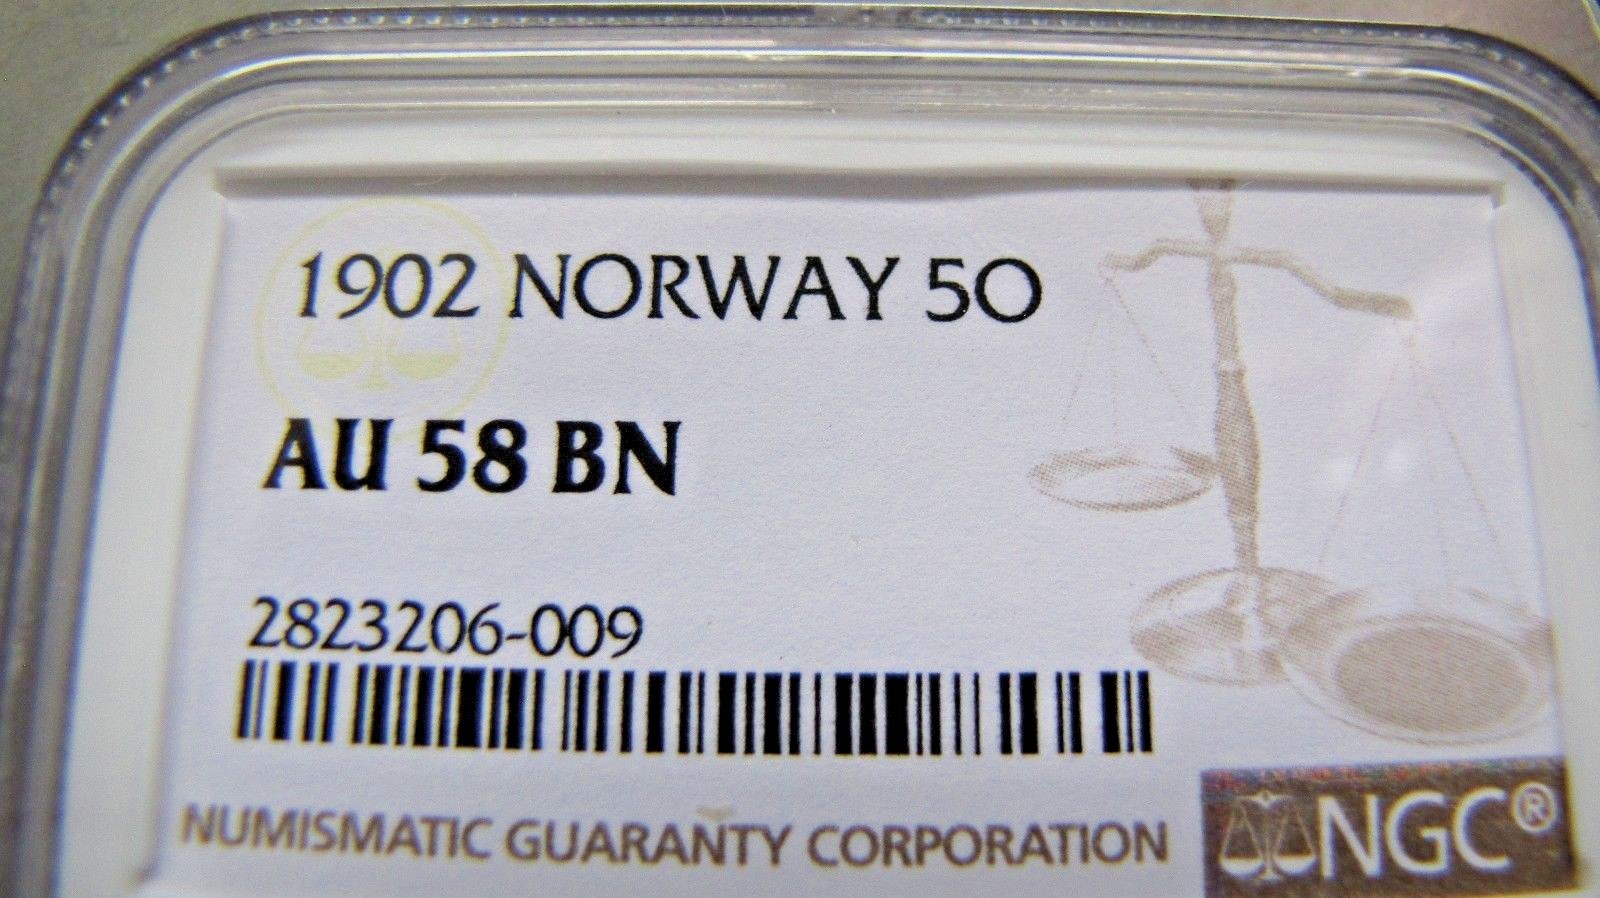 1902 NORWAY 5O
AU 58 BN
2823206-009
NUMISMATIC GUARANTY CORPORATION
NGC®